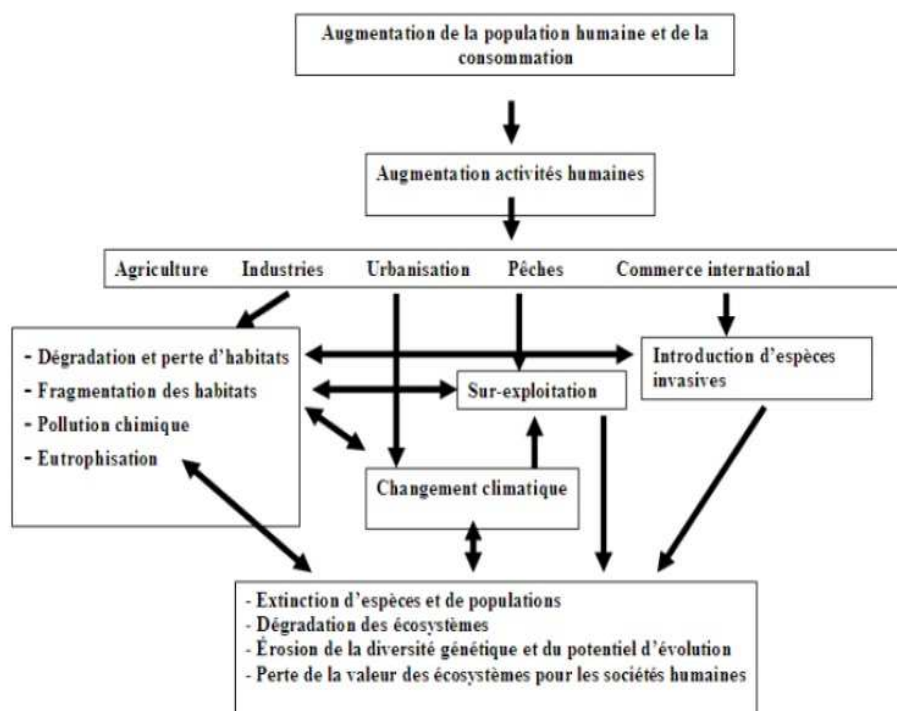 Augmentation de la population humaine et de la
consommation
Augmentation activités humaines
Agriculture Industries Urbanisation Pêches Commerce international
- Dégradation et perte d'habitats
- Fragmentation des habitats
- Pollution chimique
- Eutrophisation
Introduction d'espèces
invasives
Sur-exploitation
Changement climatique
- Extinction d'espèces et de populations
- Dégradation des écosystèmes
- Érosion de la diversité génétique et du potentiel d'évolution
- Perte de la valeur des écosystèmes pour les sociétés humaines